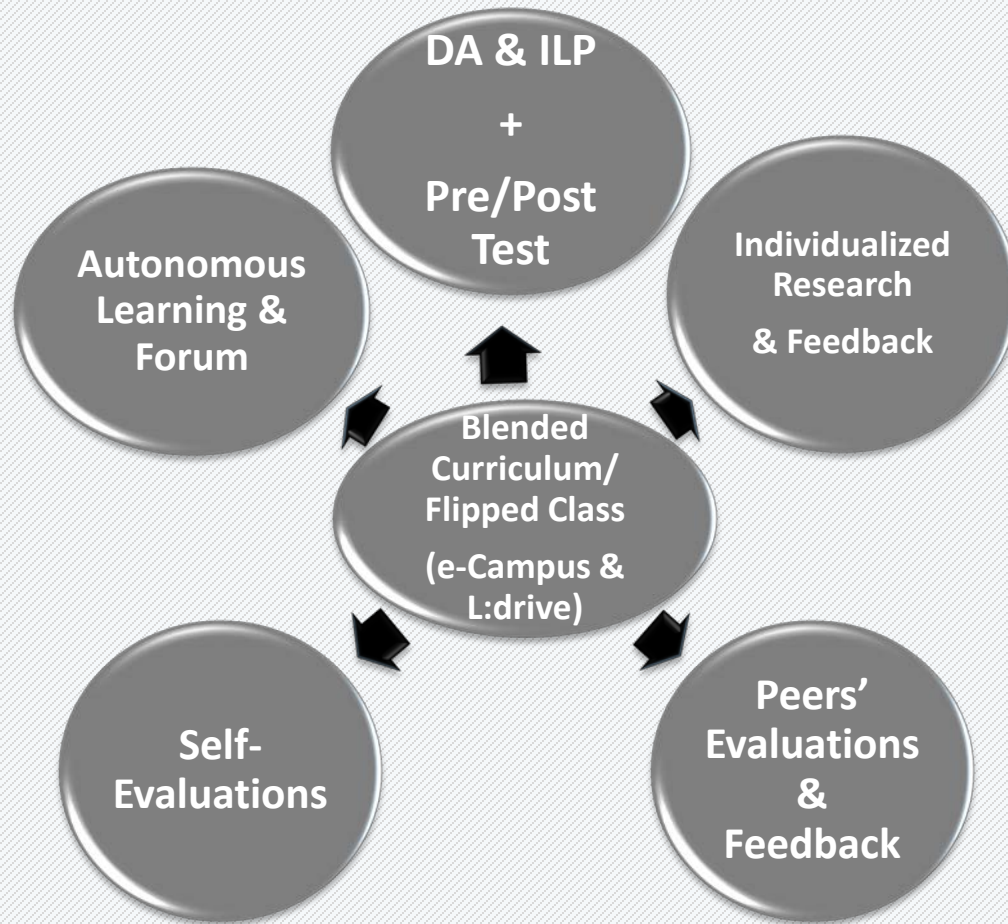 DA & ILP
+
Pre/Post
Test
Autonomous
Learning &
Forum
Individualized
Research
& Feedback
Blended
Curriculum/
Flipped Class
(e-Campus &
L:drive)
Self-
Evaluations
Peers’
Evaluations
&
Feedback